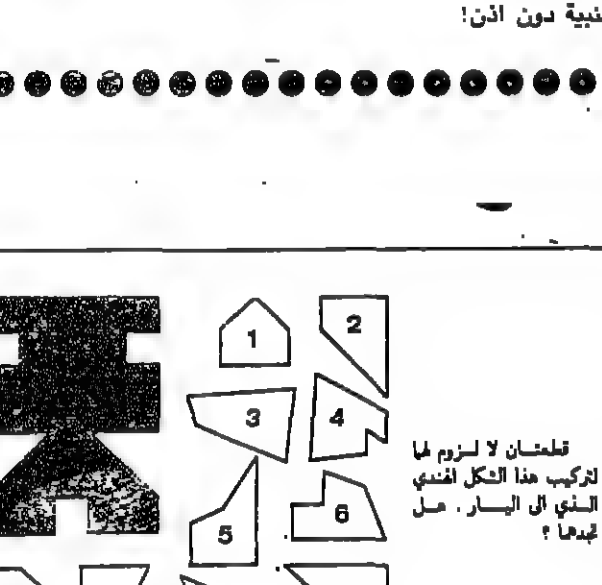 نبية دون اذن!
1
2
3
4
5
6
قطعتان لا لزوم لها
لتركيب هذا الشكل الهندي
الذي الى اليسار . هل
تجدها ؟